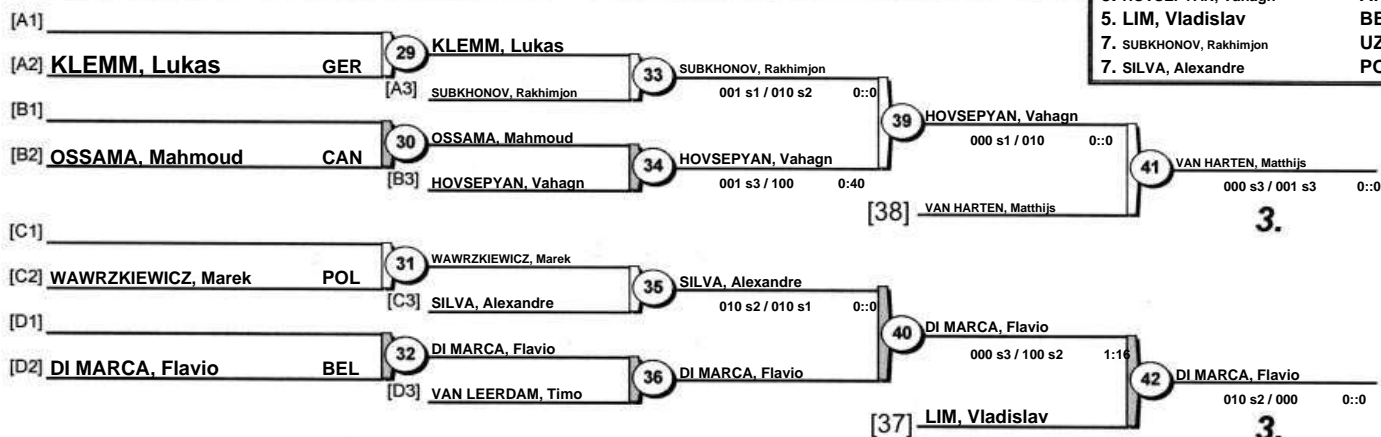 5. LIM, Vladislav BE
7. SUBKHONOV, Rakhimjon UZ
7. SILVA, Alexandre PO
[A1]
[A2] KLEMM, Lukas GER
29
KLEMM, Lukas
[A3] SUBKHONOV, Rakhimjon
33
SUBKHONOV, Rakhimjon
001 s1 / 010 s2 0::0
[B1]
[B2] OSSAMA, Mahmoud CAN
30
OSSAMA, Mahmoud
[B3] HOVSEPYAN, Vahagn
34
HOVSEPYAN, Vahagn
001 s3 / 100 0:40
39
HOVSEPYAN, Vahagn
000 s1 / 010 0::0
[38] VAN HARTEN, Matthijs
41
VAN HARTEN, Matthijs
000 s3 / 001 s3 0::0
3.
[C1]
[C2] WAWRZKIEWICZ, Marek POL
31
WAWRZKIEWICZ, Marek
[C3] SILVA, Alexandre
35
SILVA, Alexandre
010 s2 / 010 s1 0::0
[D1]
[D2] DI MARCA, Flavio BEL
32
DI MARCA, Flavio
[D3] VAN LEERDAM, Timo
36
DI MARCA, Flavio
40
DI MARCA, Flavio
000 s3 / 100 s2 1:16
[37] LIM, Vladislav
42
DI MARCA, Flavio
010 s2 / 000 0::0
3.